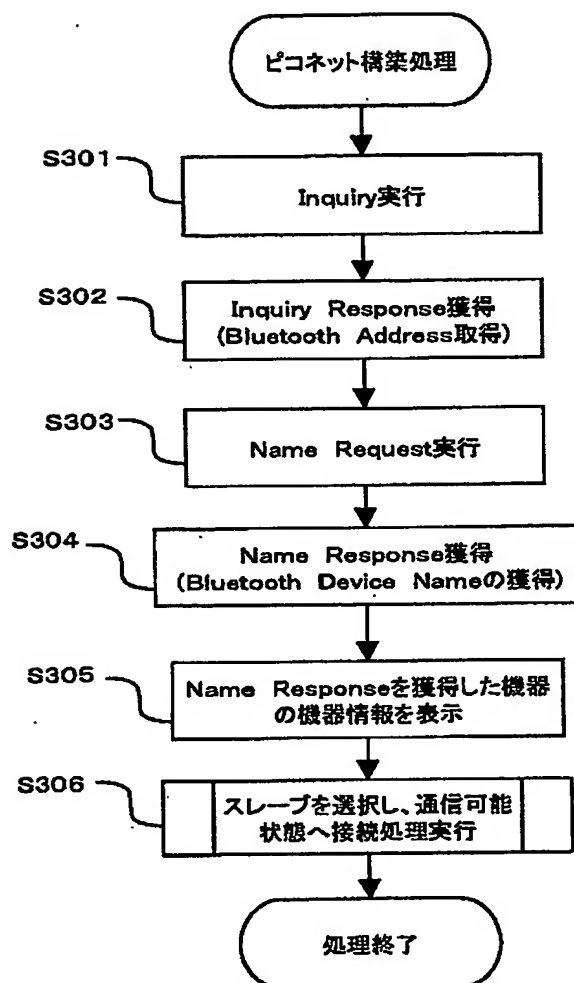 ピコネット構築処理
S301
Inquiry実行
S302
Inquiry Response獲得
(Bluetooth Address取得)
S303
Name Request実行
S304
Name Response獲得
(Bluetooth Device Nameの獲得)
S305
Name Responseを獲得した機器
の機器情報を表示
S306
スレーブを選択し、通信可能
状態へ接続処理実行
処理終了